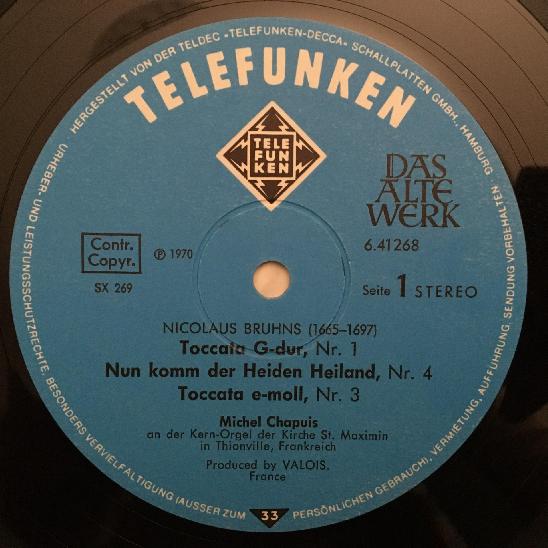 HERGESTELLT VON DER TELDEC »TELEFUNKEN-DECCA« SCHALLPLATTEN GMBH., HAMBURG
TELEFUNKEN
TELE
FUN
KEN
DAS
ALTE
WERK
6.41268
Contr.
Copyr.
℗ 1970
SX 269
Seite 1 STEREO
NICOLAUS BRUHNS (1665–1697)
Toccata G-dur, Nr. 1
Nun komm der Heiden Heiland, Nr. 4
Toccata e-moll, Nr. 3
Michel Chapuis
an der Kern-Orgel der Kirche St. Maximin
in Thionville, Frankreich
Produced by VALOIS.
France
URHEBER- UND LEISTUNGSSCHUTZRECHTE, BESONDERS VERVIELFÄLTIGUNG (AUSSER ZUM PERSÖNLICHEN GEBRAUCH), VERMIETUNG, AUFFÜHRUNG, SENDUNG VORBEHALTEN
33